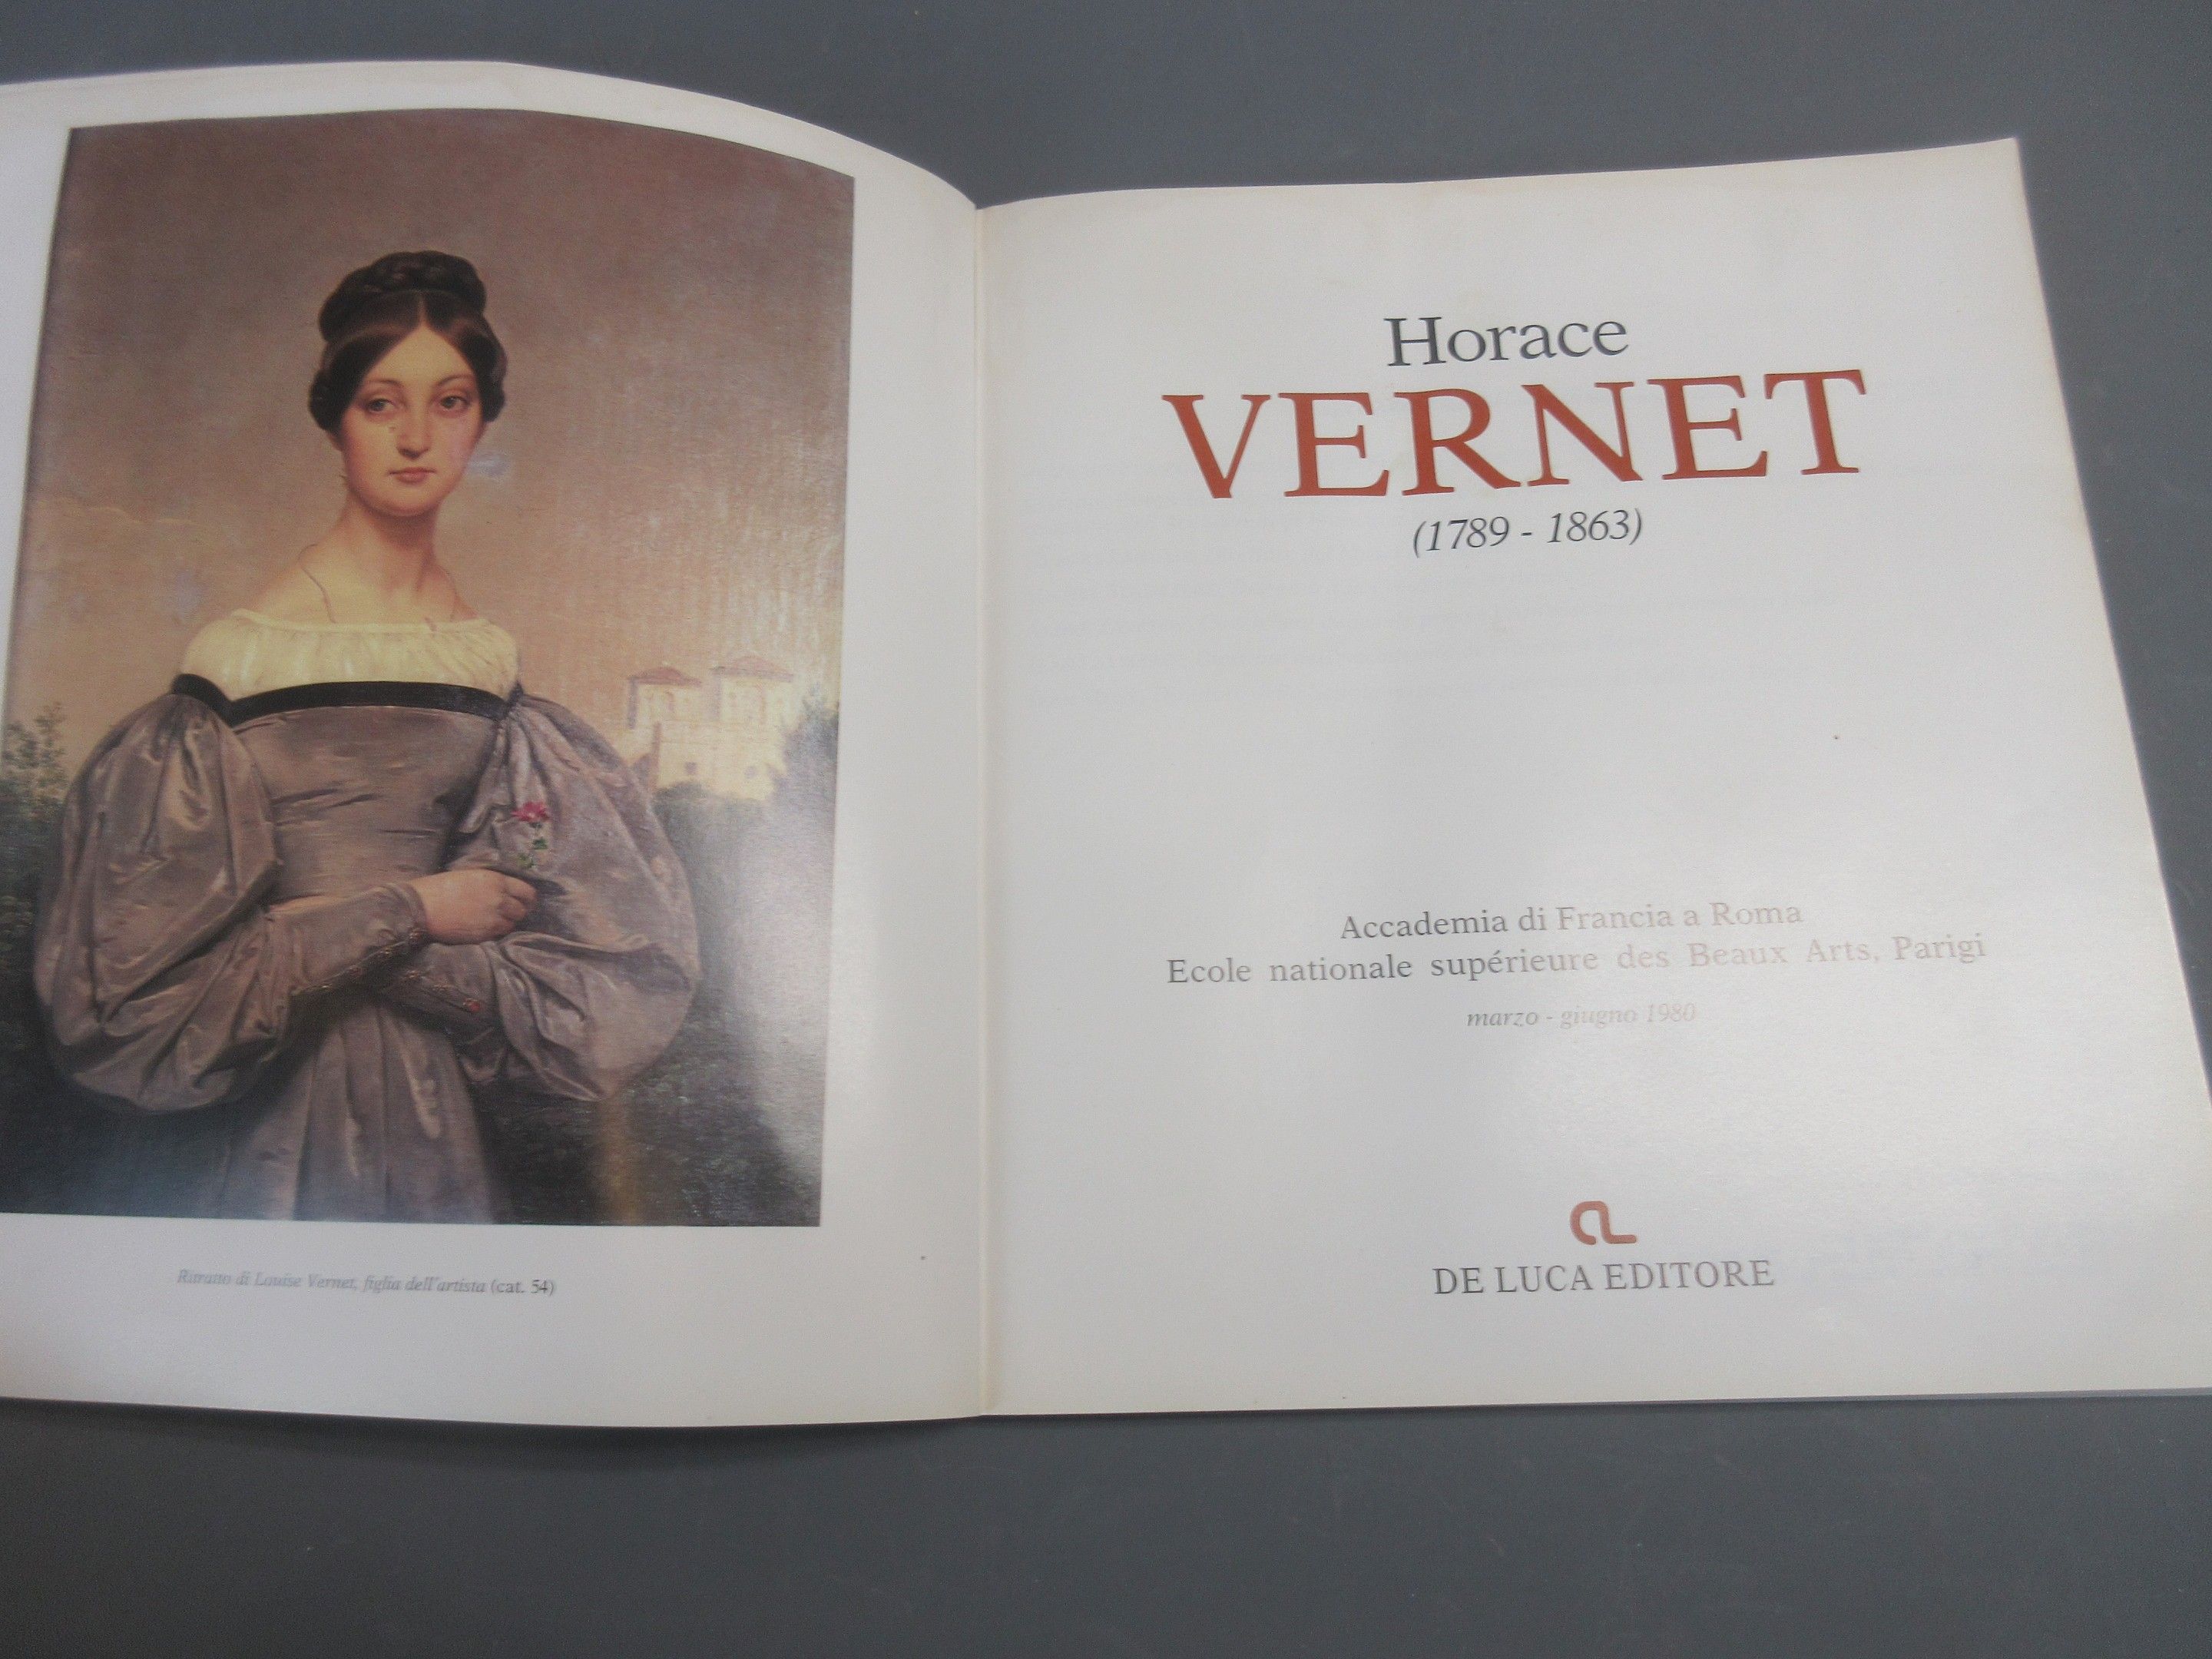 Ritratto di Louise Vernet, figlia dell'artista (cat. 54)
Horace
VERNET
(1789 - 1863)
Accademia di Francia a Roma
Ecole nationale supérieure des Beaux Arts, Parigi
marzo - giugno 1980
DE LUCA EDITORE